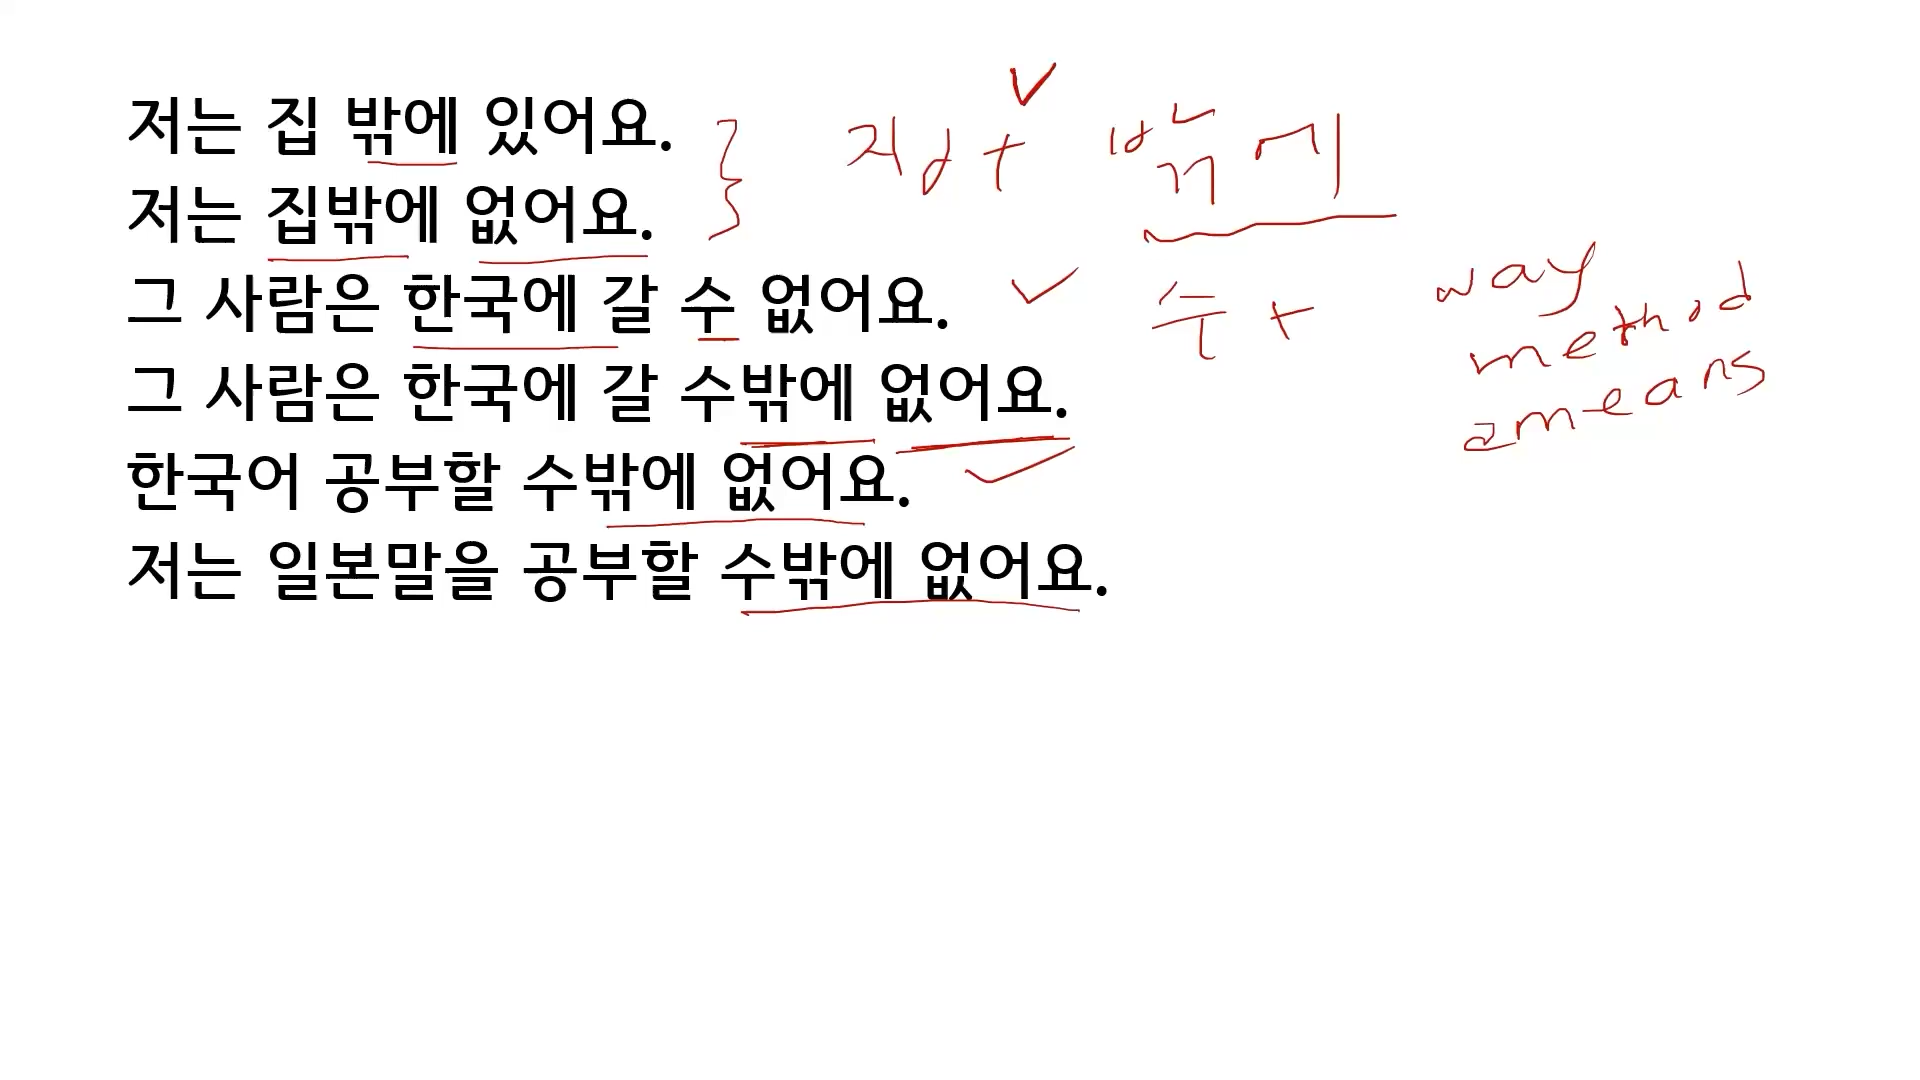 저는 집 밖에 있어요.
저는 집밖에 없어요.
그 사람은 한국에 갈 수 없어요.
그 사람은 한국에 갈 수밖에 없어요.
한국어 공부할 수밖에 없어요.
저는 일본말을 공부할 수밖에 없어요.
+ 밖에
수 +
way
method
a means